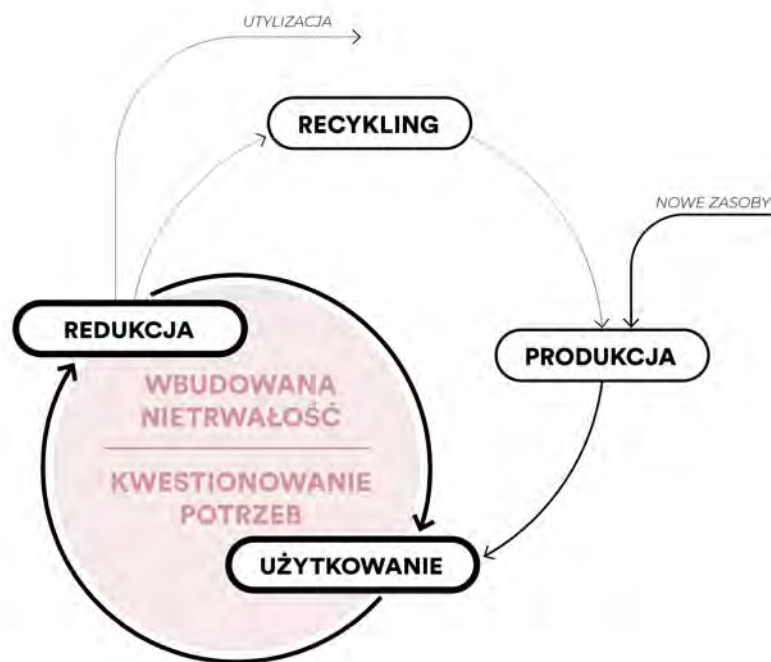 UTYLIZACJA
RECYKLING
NOWE ZASOBY
REDUKCJA
PRODUKCJA
WBUDOWANA
NIETRWAŁOŚĆ
KWESTIONOWANIE
POTRZEB
UŻYTKOWANIE